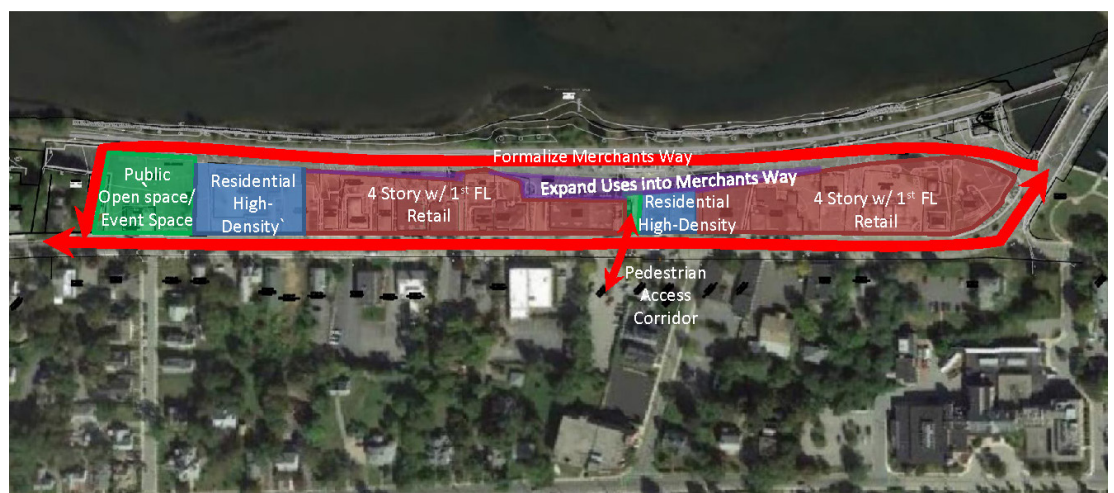 Formalize Merchants Way
Public
Open space/
Event Space
Residential
High-
Density`
4 Story w/ 1st FL
Retail
Expand Uses into Merchants Way
Residential
High-Density
4 Story w/ 1st FL
Retail
Pedestrian
Access
Corridor